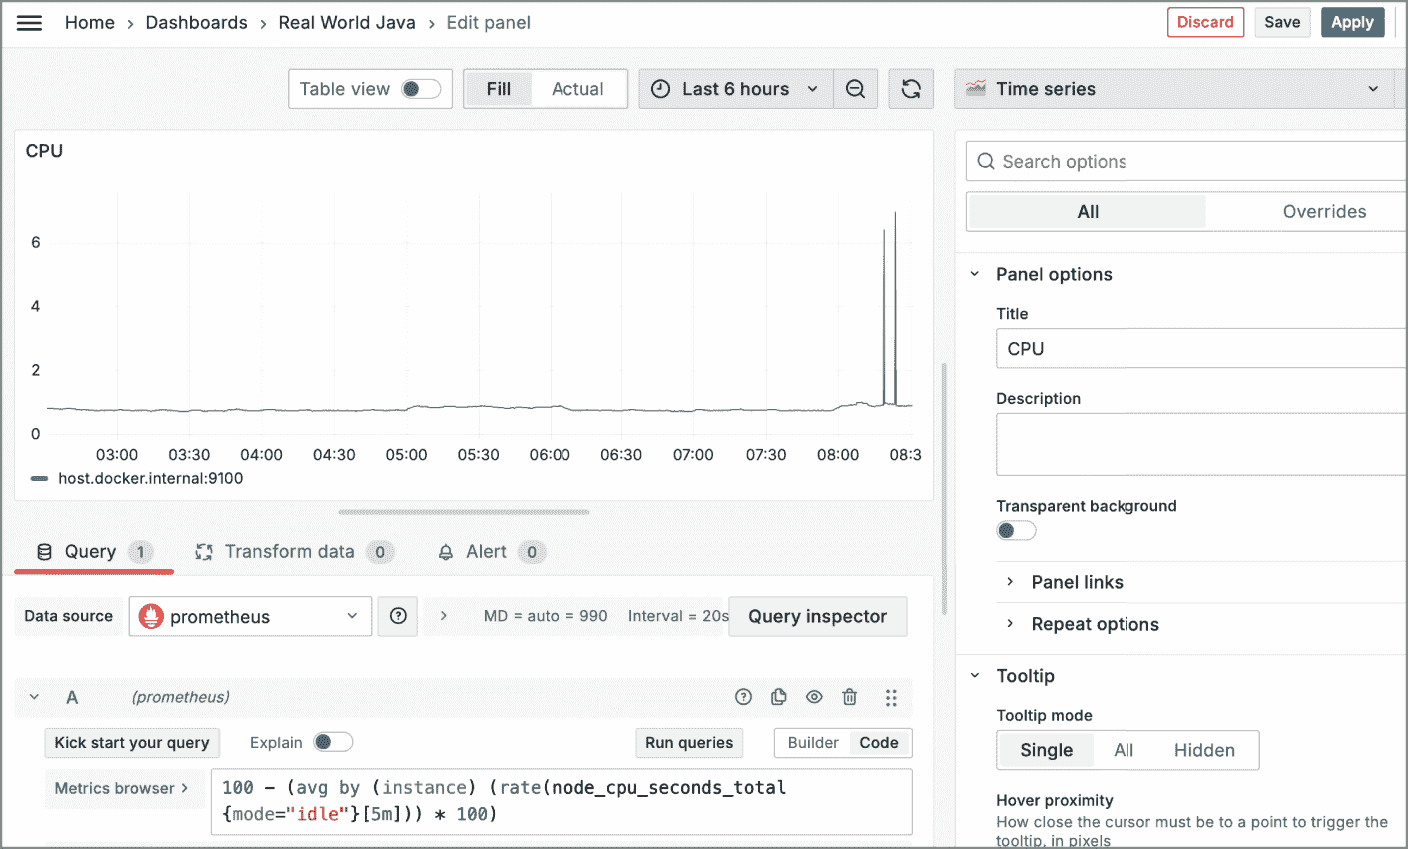 Home › Dashboards › Real World Java › Edit panel
Discard Save Apply
Table view Fill Actual Last 6 hours Time series
CPU
6
4
2
0
03:00 03:30 04:00 04:30 05:00 05:30 06:00 06:30 07:00 07:30 08:00 08:3
host.docker.internal:9100
Query 1 Transform data 0 Alert 0
Data source prometheus MD = auto = 990 Interval = 20s Query inspector
A (prometheus)
Kick start your query Explain Run queries Builder Code
Metrics browser > 100 - (avg by (instance) (rate(node_cpu_seconds_total
{mode="idle"}[5m])) * 100)
Search options
All Overrides
Panel options
Title
CPU
Description
Transparent background
Panel links
Repeat options
Tooltip
Tooltip mode
Single All Hidden
Hover proximity
How close the cursor must be to a point to trigger the
tooltip, in pixels